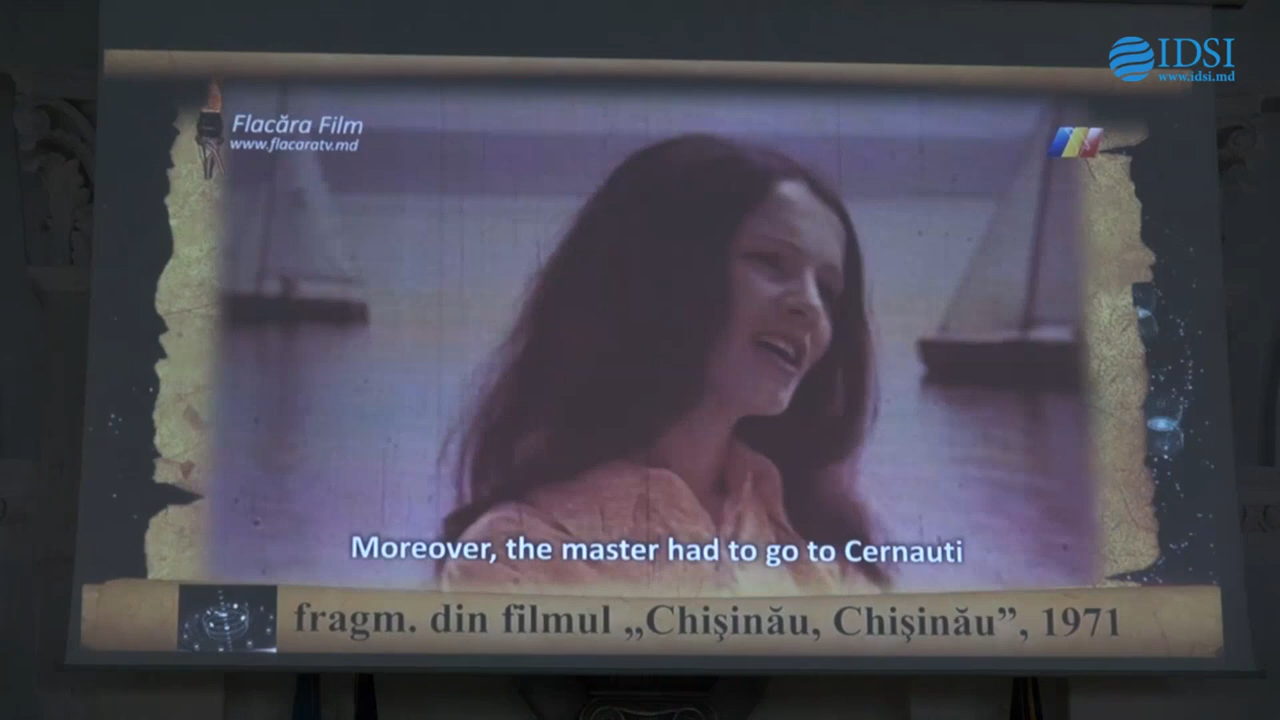 IDSI
www.idsi.md
Flacăra Film
www.flacaratv.md
Moreover, the master had to go to Cernauti
fragm. din filmul „Chişinău, Chişinău”, 1971